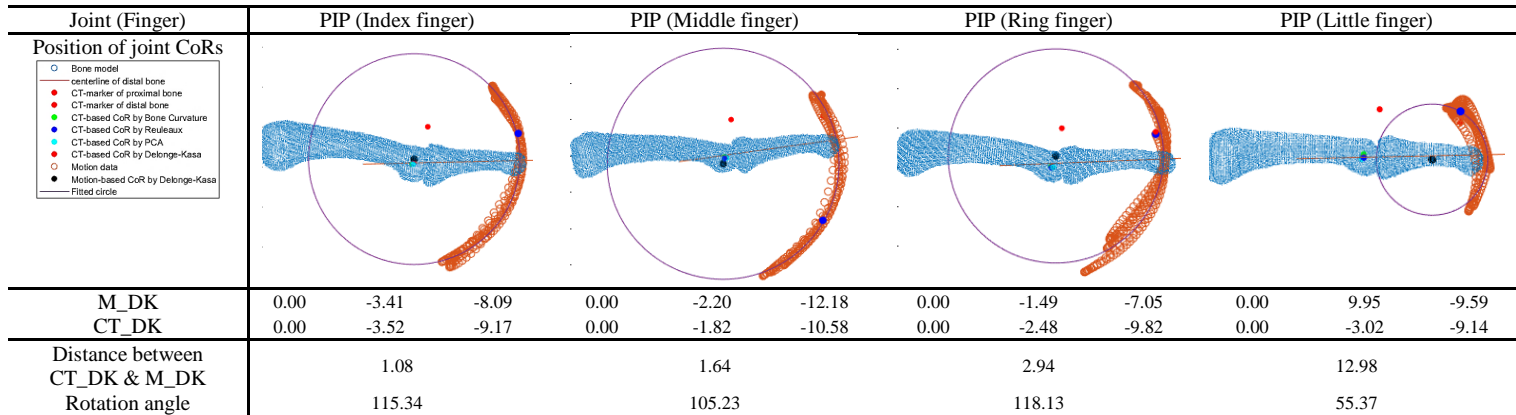 Joint (Finger) PIP (Index finger) PIP (Middle finger) PIP (Ring finger) PIP (Little finger)
Position of joint CoRs
Bone model
centerline of distal bone
CT-marker of proximal bone
CT-marker of distal bone
CT-based CoR by Bone Curvature
CT-based CoR by Reuleaux
CT-based CoR by PCA
CT-based CoR by Delonge-Kasa
Motion data
Motion-based CoR by Delonge-Kasa
Fitted circle
M_DK 0.00 -3.41 -8.09 0.00 -2.20 -12.18 0.00 -1.49 -7.05 0.00 9.95 -9.59
CT_DK 0.00 -3.52 -9.17 0.00 -1.82 -10.58 0.00 -2.48 -9.82 0.00 -3.02 -9.14
Distance between
CT_DK & M_DK 1.08 1.64 2.94 12.98
Rotation angle 115.34 105.23 118.13 55.37